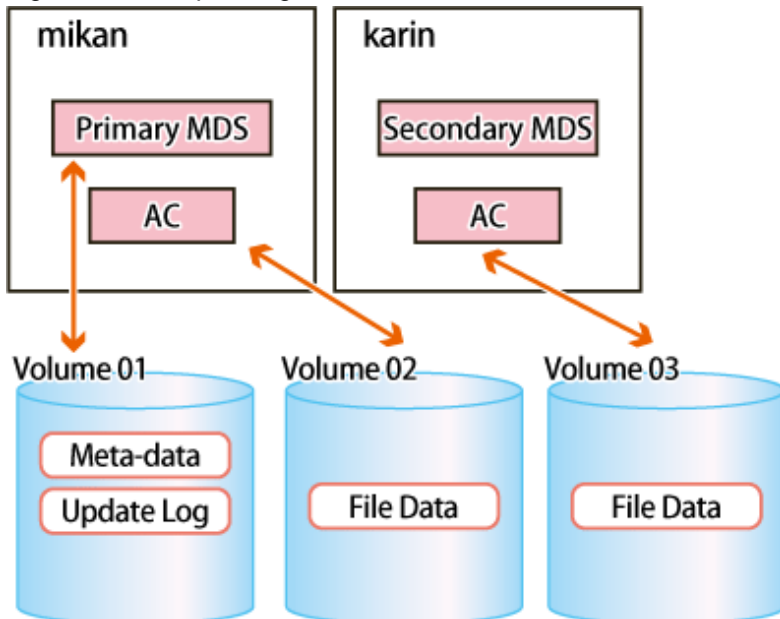 mikan
karin
Primary MDS
Secondary MDS
AC
AC
Volume 01
Volume 02
Volume 03
Meta-data
Update Log
File Data
File Data